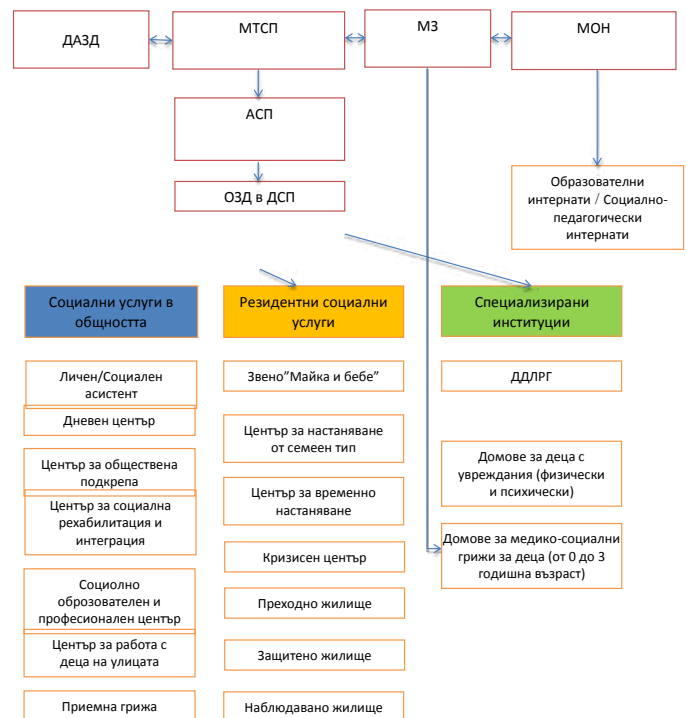 ДАЗД
МТСП
МЗ
МОН
АСП
ОЗД в ДСП
Образователни
интернати / Социално-
педагогически
интернати
Социални услуги в
общността
Резидентни социални
услуги
Специализирани
институции
Личен/Социален
асистент
Дневен център
Център за обществена
подкрепа
Център за социална
рехабилитация и
интеграция
Социолно
оброзователен и
професионален център
Център за работа с
деца на улицата
Приемна грижа
Звено”Майка и бебе”
Център за настаняване
от семеен тип
Център за временно
настаняване
Кризисен център
Преходно жилище
Защитено жилище
Наблюдавано жилище
ДДЛРГ
Домове за деца с
увреждания (физически
и психически)
Домове за медико-социални
грижи за деца (от 0 до 3
годишна възраст)